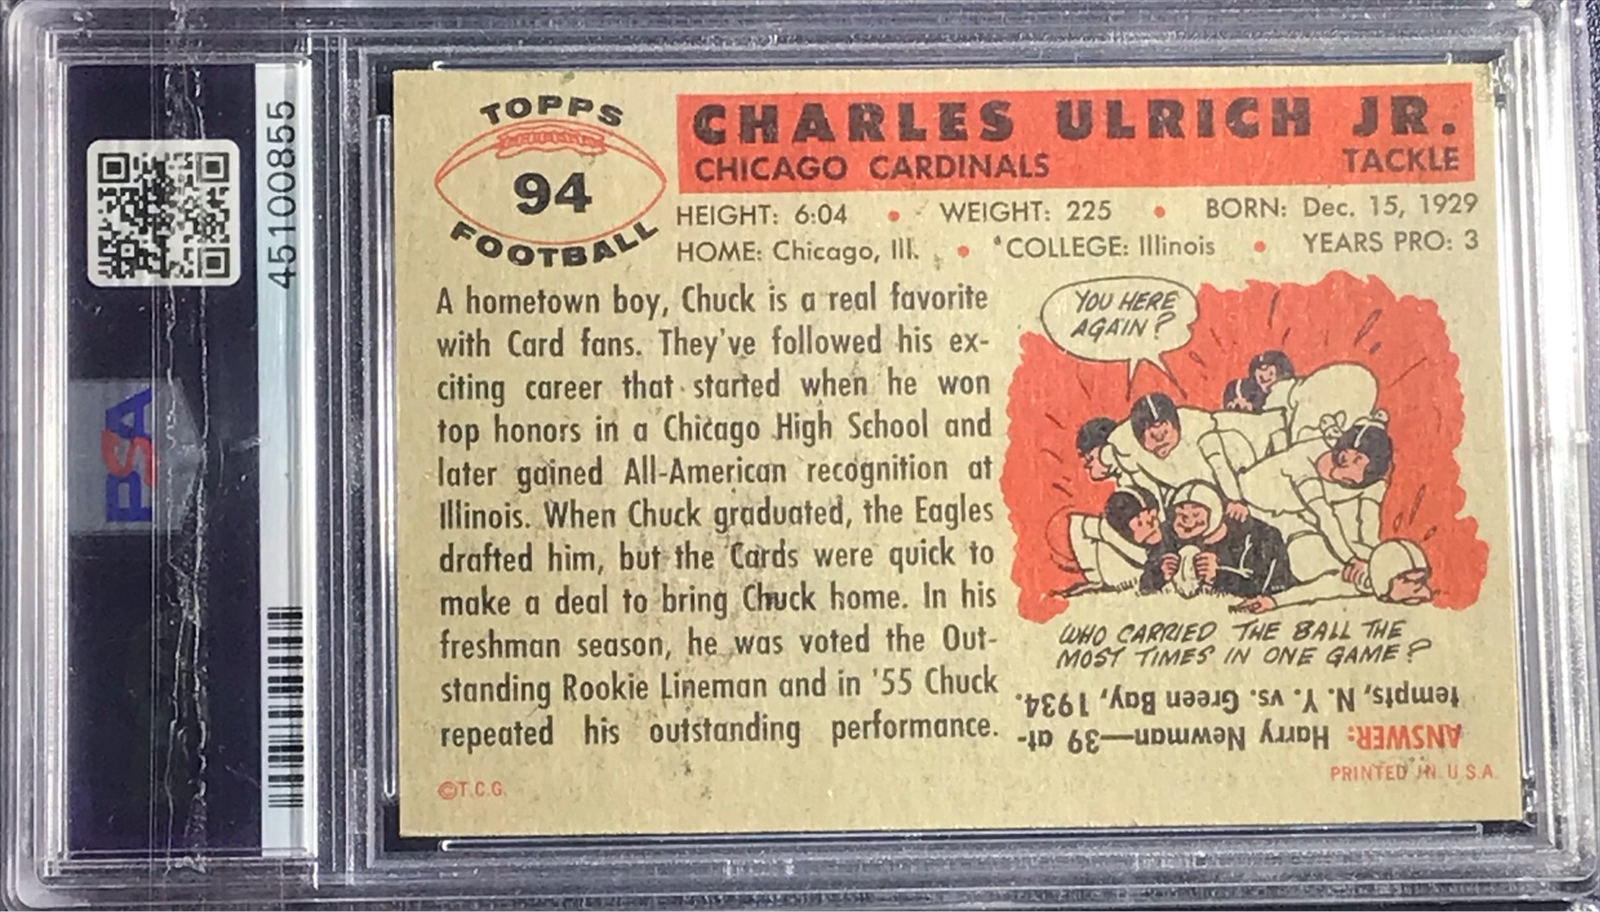 PSA
45100855
TOPPS
94
FOOTBALL
CHARLES ULRICH JR.
CHICAGO CARDINALS TACKLE
HEIGHT: 6:04 • WEIGHT: 225 • BORN: Dec. 15, 1929
HOME: Chicago, Ill. • COLLEGE: Illinois • YEARS PRO: 3
A hometown boy, Chuck is a real favorite
with Card fans. They've followed his ex-
citing career that started when he won
top honors in a Chicago High School and
later gained All-American recognition at
Illinois. When Chuck graduated, the Eagles
drafted him, but the Cards were quick to
make a deal to bring Chuck home. In his
freshman season, he was voted the Out-
standing Rookie Lineman and in '55 Chuck
repeated his outstanding performance.
YOU HERE
AGAIN?
WHO CARRIED THE BALL THE
MOST TIMES IN ONE GAME?
ANSWER: Harry Newman—39 at-
tempts, N. Y. vs. Green Bay, 1934.
©T.C.G.
PRINTED IN U.S.A.